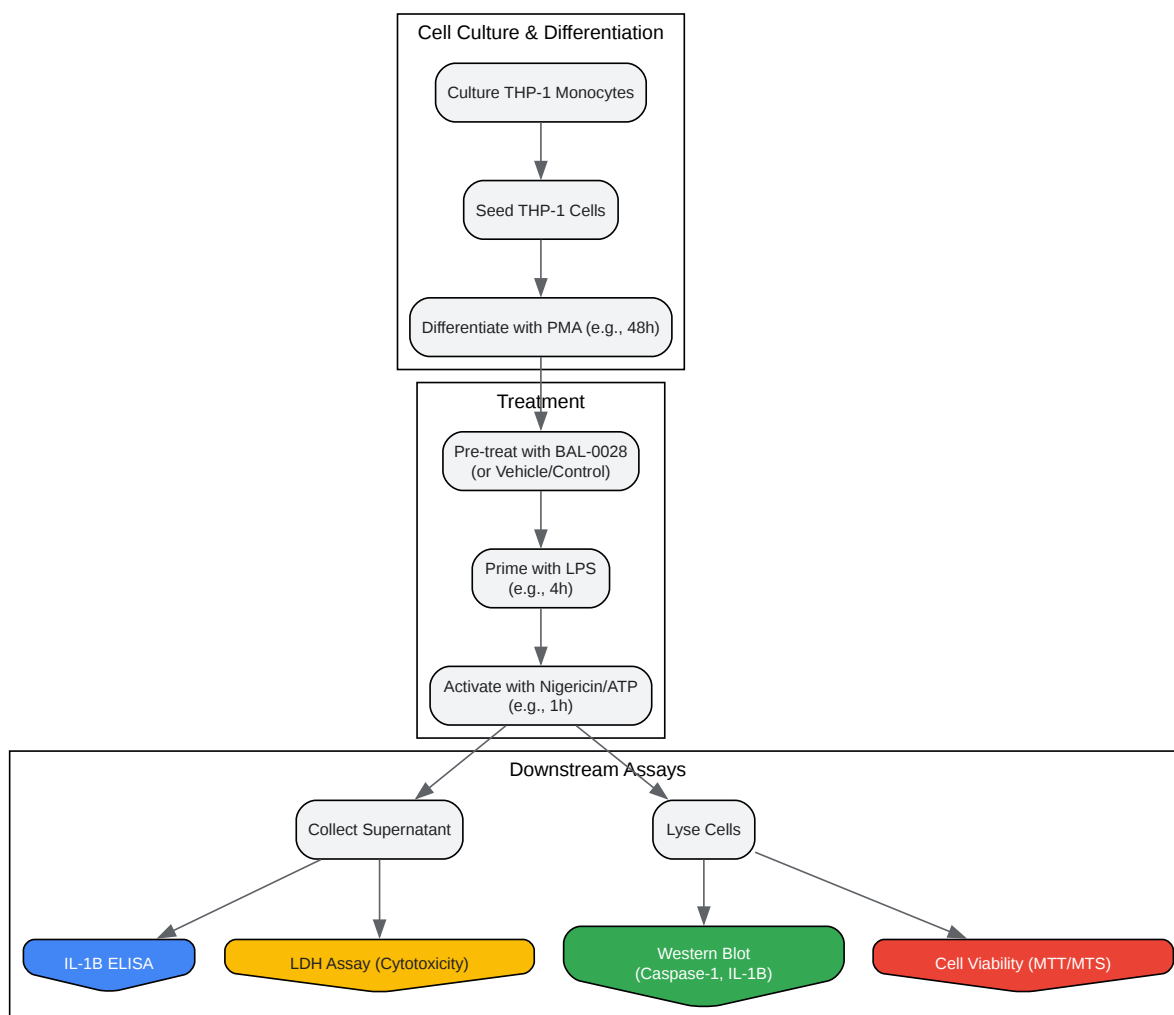 Cell Culture & Differentiation
Culture THP-1 Monocytes
Seed THP-1 Cells
Differentiate with PMA (e.g., 48h)
Treatment
Pre-treat with BAL-0028
(or Vehicle/Control)
Prime with LPS
(e.g., 4h)
Activate with Nigericin/ATP
(e.g., 1h)
Downstream Assays
Collect Supernatant
Lyse Cells
IL-1B ELISA
LDH Assay (Cytotoxicity)
Western Blot
(Caspase-1, IL-1B)
Cell Viability (MTT/MTS)